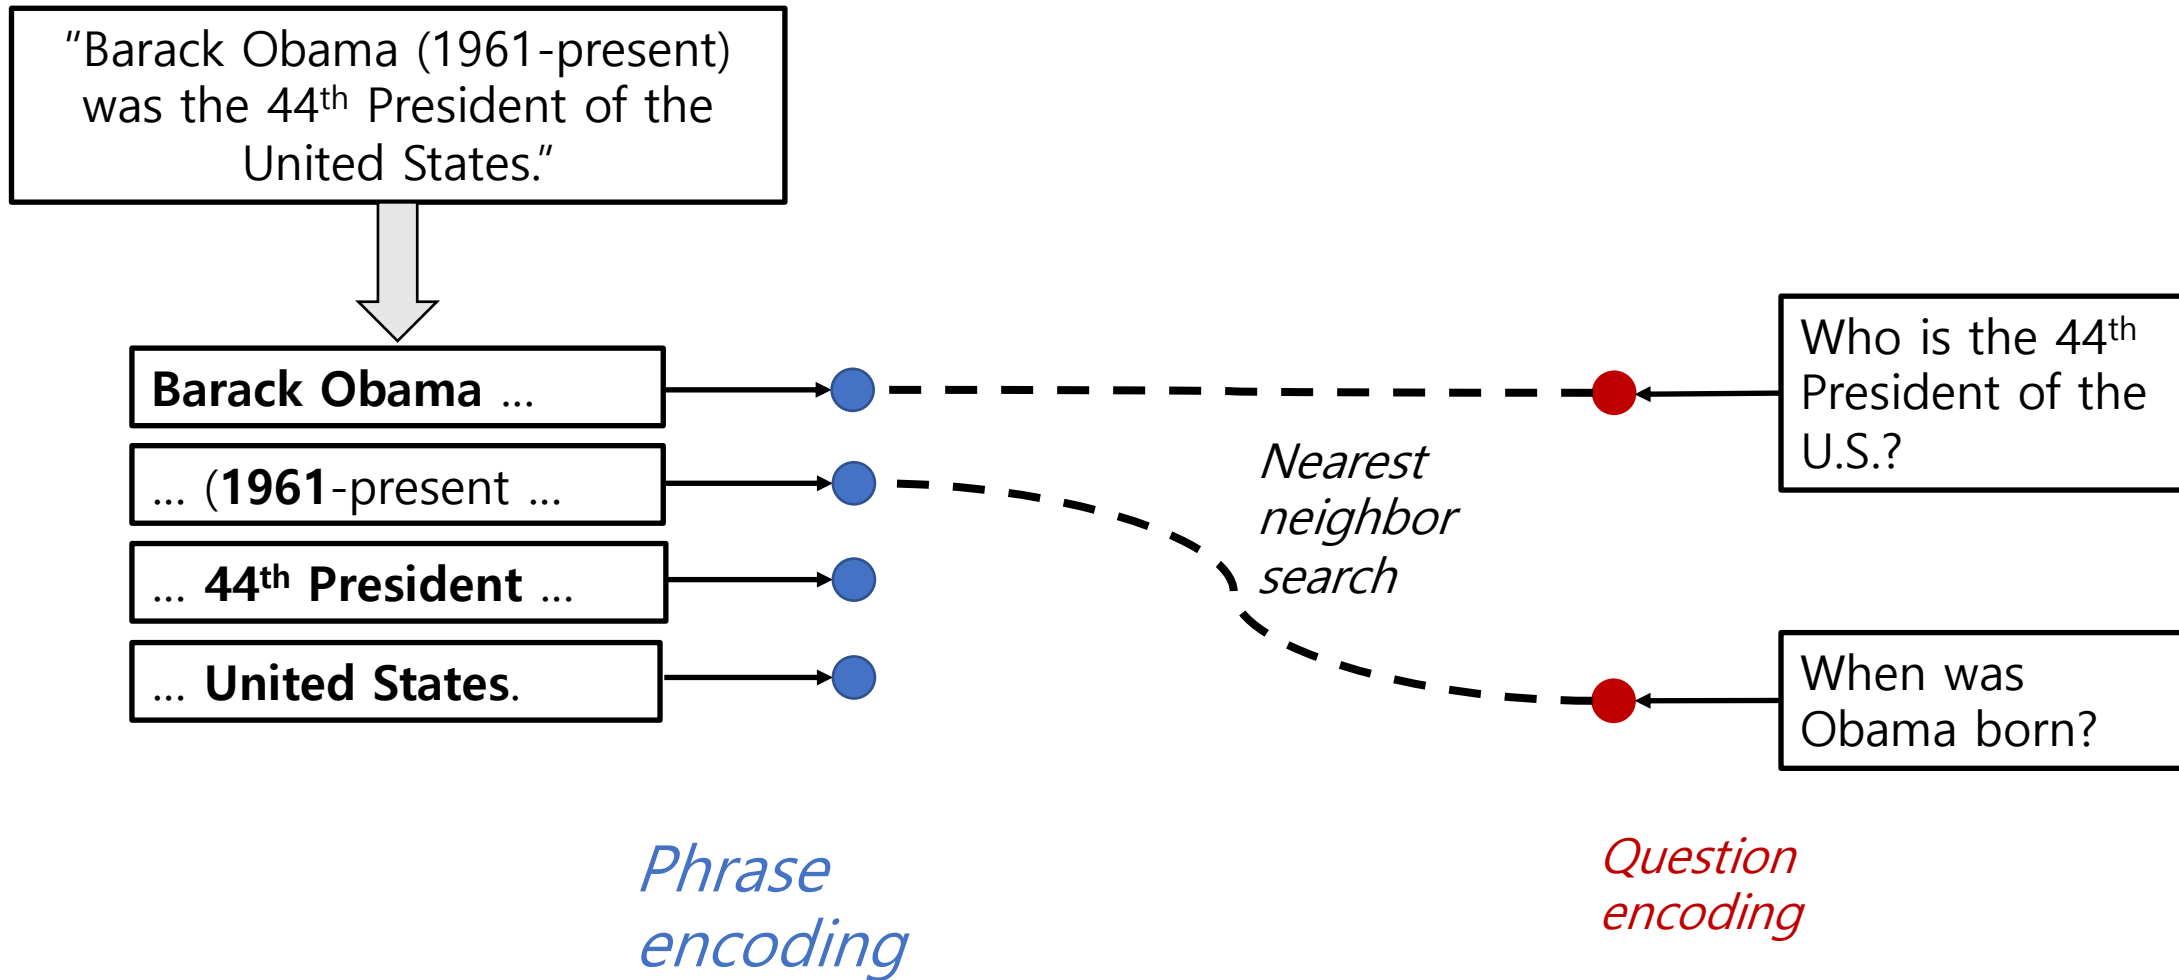 “Barack Obama (1961-present)
was the 44th President of the
United States.”
Barack Obama ...
... (1961-present ...
... 44th President ...
... United States.
Nearest
neighbor
search
Who is the 44th
President of the
U.S.?
When was
Obama born?
Phrase
encoding
Question
encoding